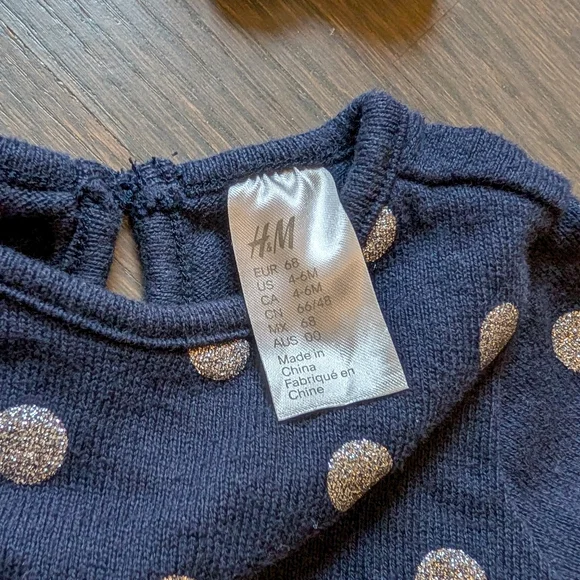 H&M
EUR 68
US 4-6M
CA 4-6M
CN 66/48
MX 68
AUS 00
Made in
China
Fabriqué en
Chine